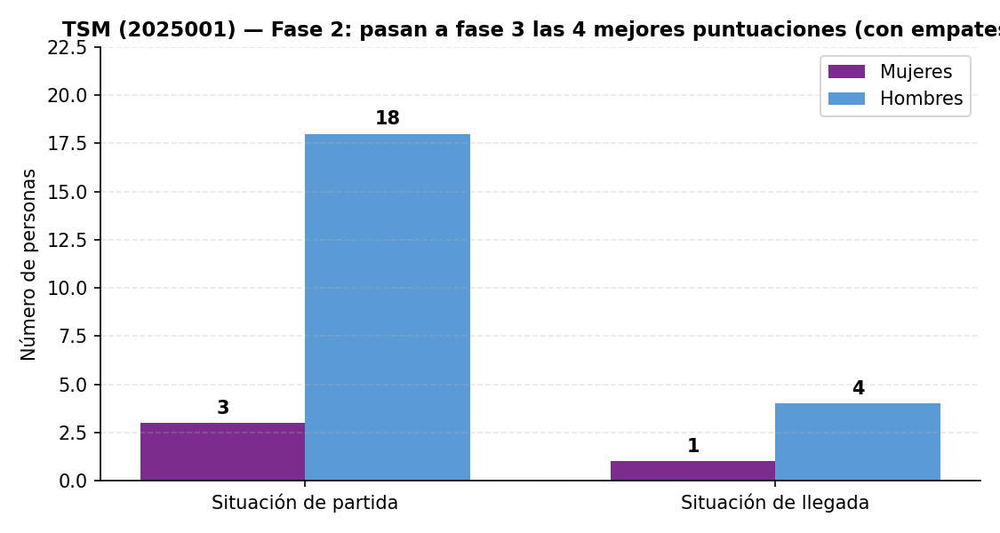 TSM (2025001) — Fase 2: pasan a fase 3 las 4 mejores puntuaciones (con empates
Mujeres
Hombres
Número de personas
22.5
20.0
17.5
15.0
12.5
10.0
7.5
5.0
2.5
0.0
3
18
1
4
Situación de partida
Situación de llegada